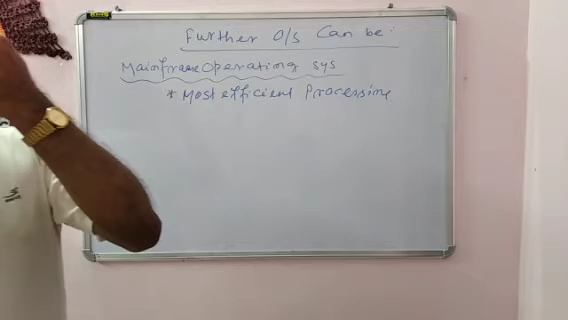 Further O/s Can be:
Mainframe Operating sys
* Most efficient Processing